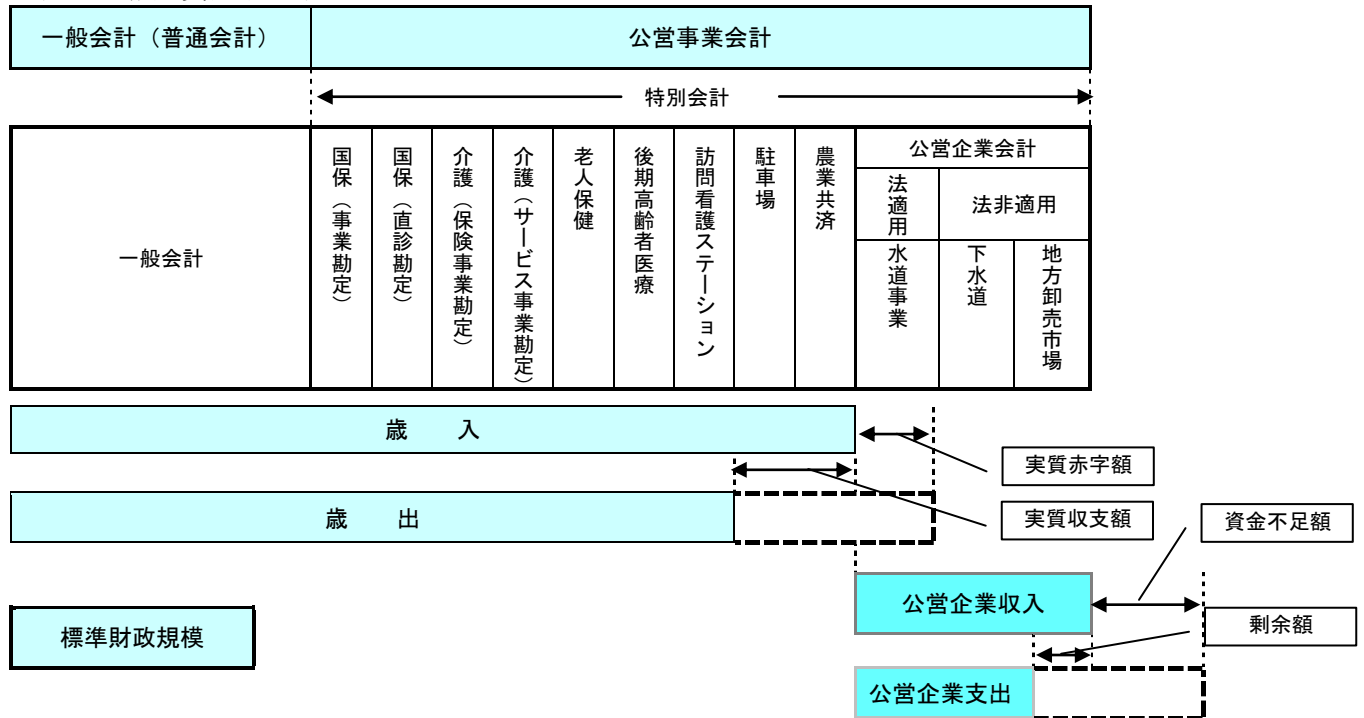 一般会計（普通会計）
公営事業会計
特別会計
一般会計
国保（事業勘定）
国保（直診勘定）
介護（保険事業勘定）
介護（サービス事業勘定）
老人保健
後期高齢者医療
訪問看護ステーション
駐車場
農業共済
公営企業会計
法適用
法非適用
水道事業
下水道
地方卸売市場
歳　入
実質赤字額
歳　出
実質収支額
資金不足額
公営企業収入
標準財政規模
剰余額
公営企業支出